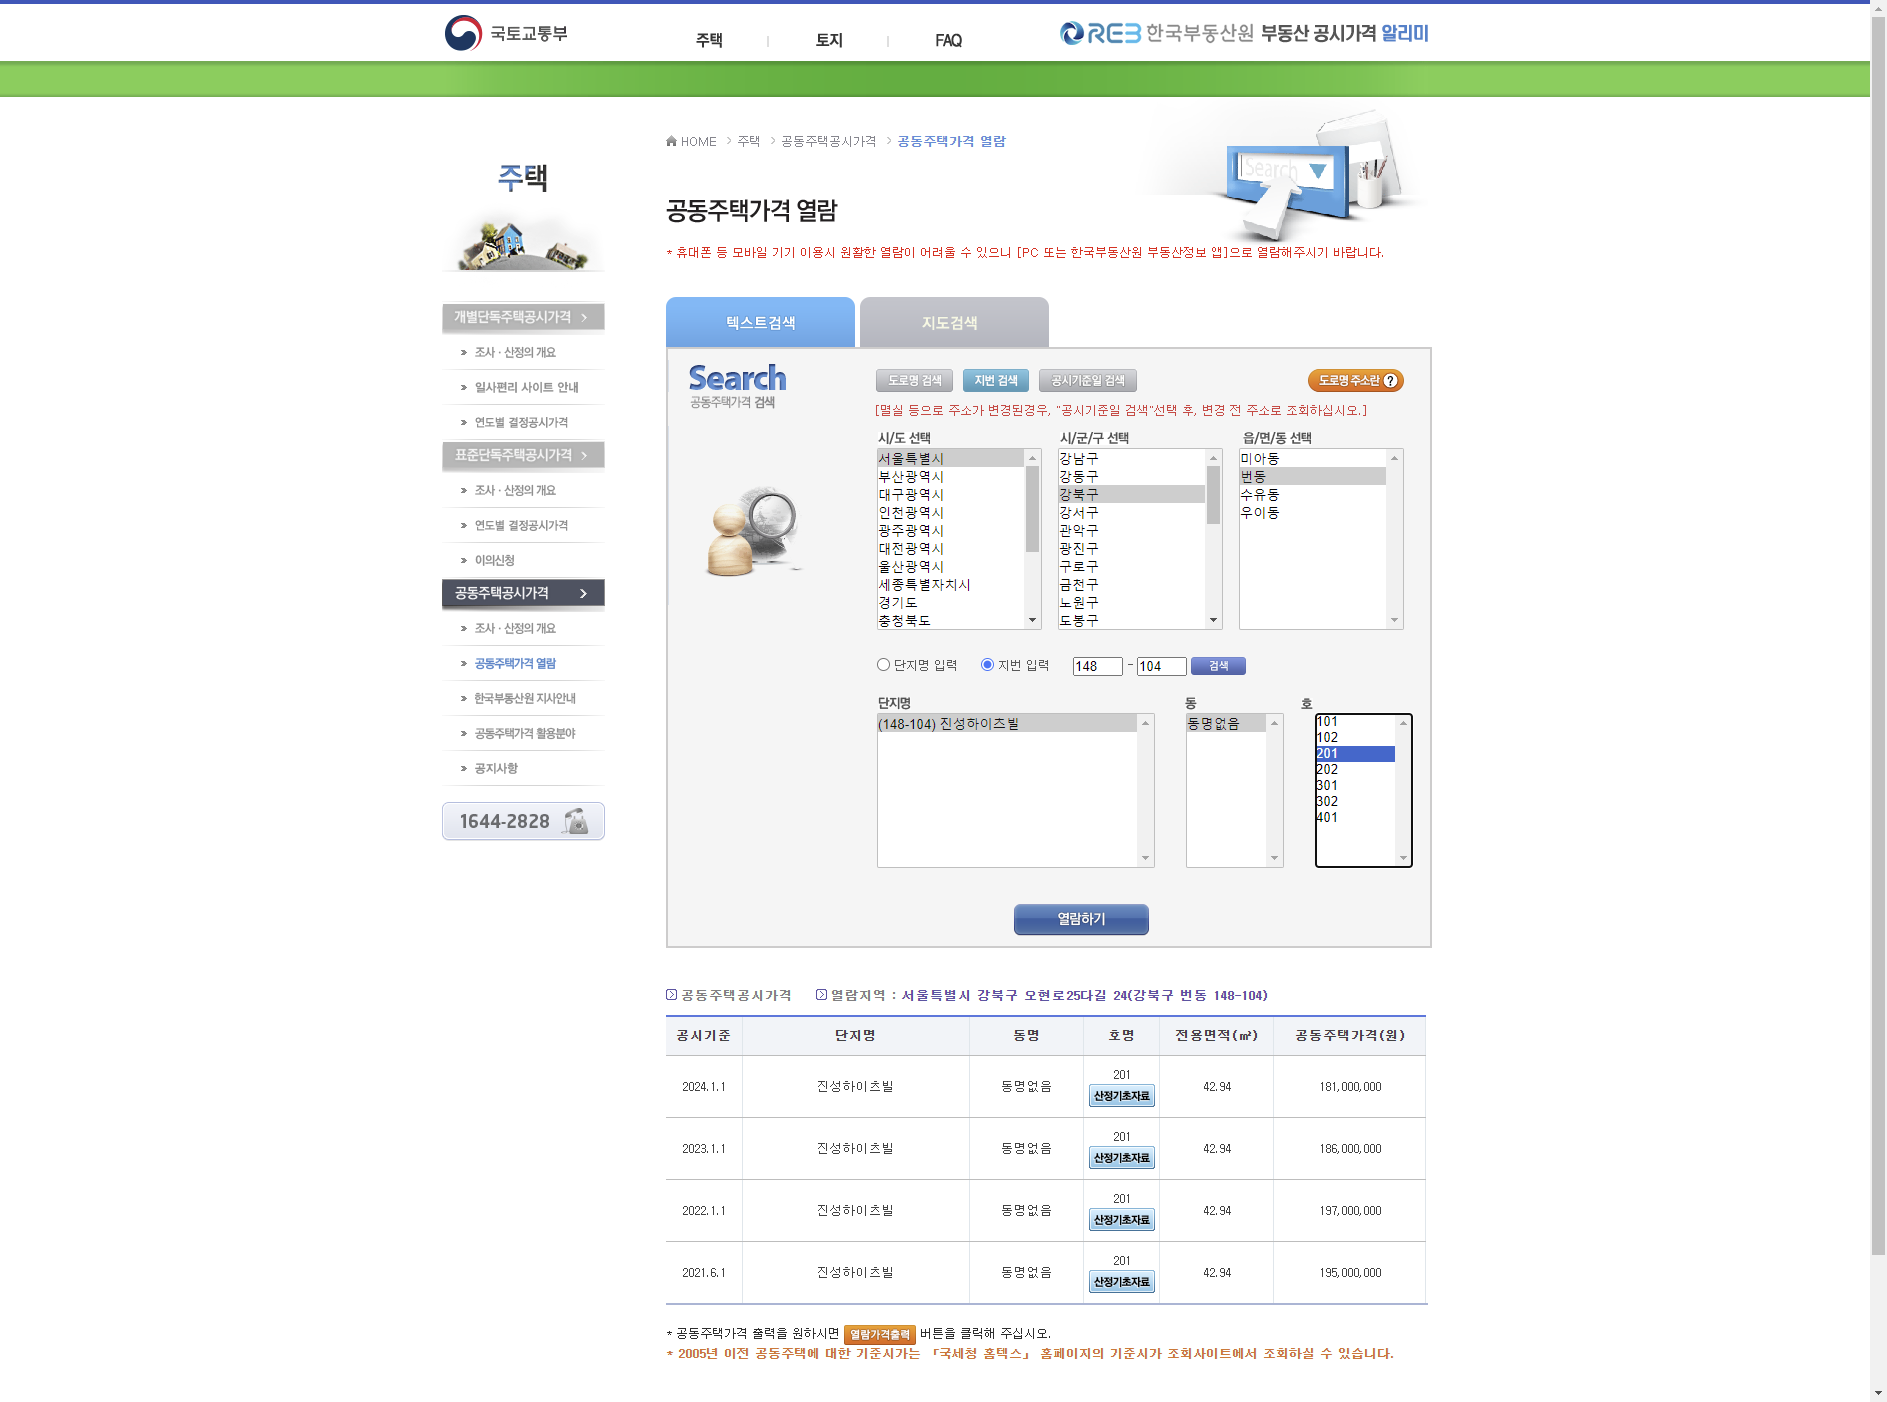 국토교통부
주택
토지
FAQ
REB 한국부동산원 부동산 공시가격 알리미
HOME > 주택 > 공동주택공시가격 > 공동주택가격 열람
Search
주택
공동주택가격 열람
* 휴대폰 등 모바일 기기 이용시 원활한 열람이 어려울 수 있으니 [PC 또는 한국부동산원 부동산정보 앱]으로 열람해주시기 바랍니다.
개별단독주택공시가격
조사 · 산정의 개요
일사편리 사이트 안내
연도별 결정공시가격
표준단독주택공시가격
조사 · 산정의 개요
연도별 결정공시가격
이의신청
공동주택공시가격
조사 · 산정의 개요
공동주택가격 열람
한국부동산원 지사안내
공동주택가격 활용분야
공지사항
1644-2828
텍스트검색
지도검색
Search
공동주택가격 검색
도로명 검색
지번 검색
공시기준일 검색
도로명 주소란 ?
[멸실 등으로 주소가 변경된경우, "공시기준일 검색"선택 후, 변경 전 주소로 조회하십시오.]
시/도 선택
서울특별시
부산광역시
대구광역시
인천광역시
광주광역시
대전광역시
울산광역시
세종특별자치시
경기도
충청북도
시/군/구 선택
강남구
강동구
강북구
강서구
관악구
광진구
구로구
금천구
노원구
도봉구
읍/면/동 선택
미아동
번동
수유동
우이동
단지명 입력
지번 입력
148 - 104
검색
단지명
(148-104) 진성하이츠빌
동
동명없음
호
101
102
201
202
301
302
401
열람하기
공동주택공시가격
열람지역 : 서울특별시 강북구 오현로25다길 24(강북구 번동 148-104)
공시기준 단지명 동명 호명 전용면적(㎡) 공동주택가격(원)
2024.1.1 진성하이츠빌 동명없음 201 산정기초자료 42.94 181,000,000
2023.1.1 진성하이츠빌 동명없음 201 산정기초자료 42.94 186,000,000
2022.1.1 진성하이츠빌 동명없음 201 산정기초자료 42.94 197,000,000
2021.6.1 진성하이츠빌 동명없음 201 산정기초자료 42.94 195,000,000
* 공동주택가격 출력을 원하시면 열람가격출력 버튼을 클릭해 주십시오.
* 2005년 이전 공동주택에 대한 기준시가는 「국세청 홈텍스」 홈페이지의 기준시가 조회사이트에서 조회하실 수 있습니다.